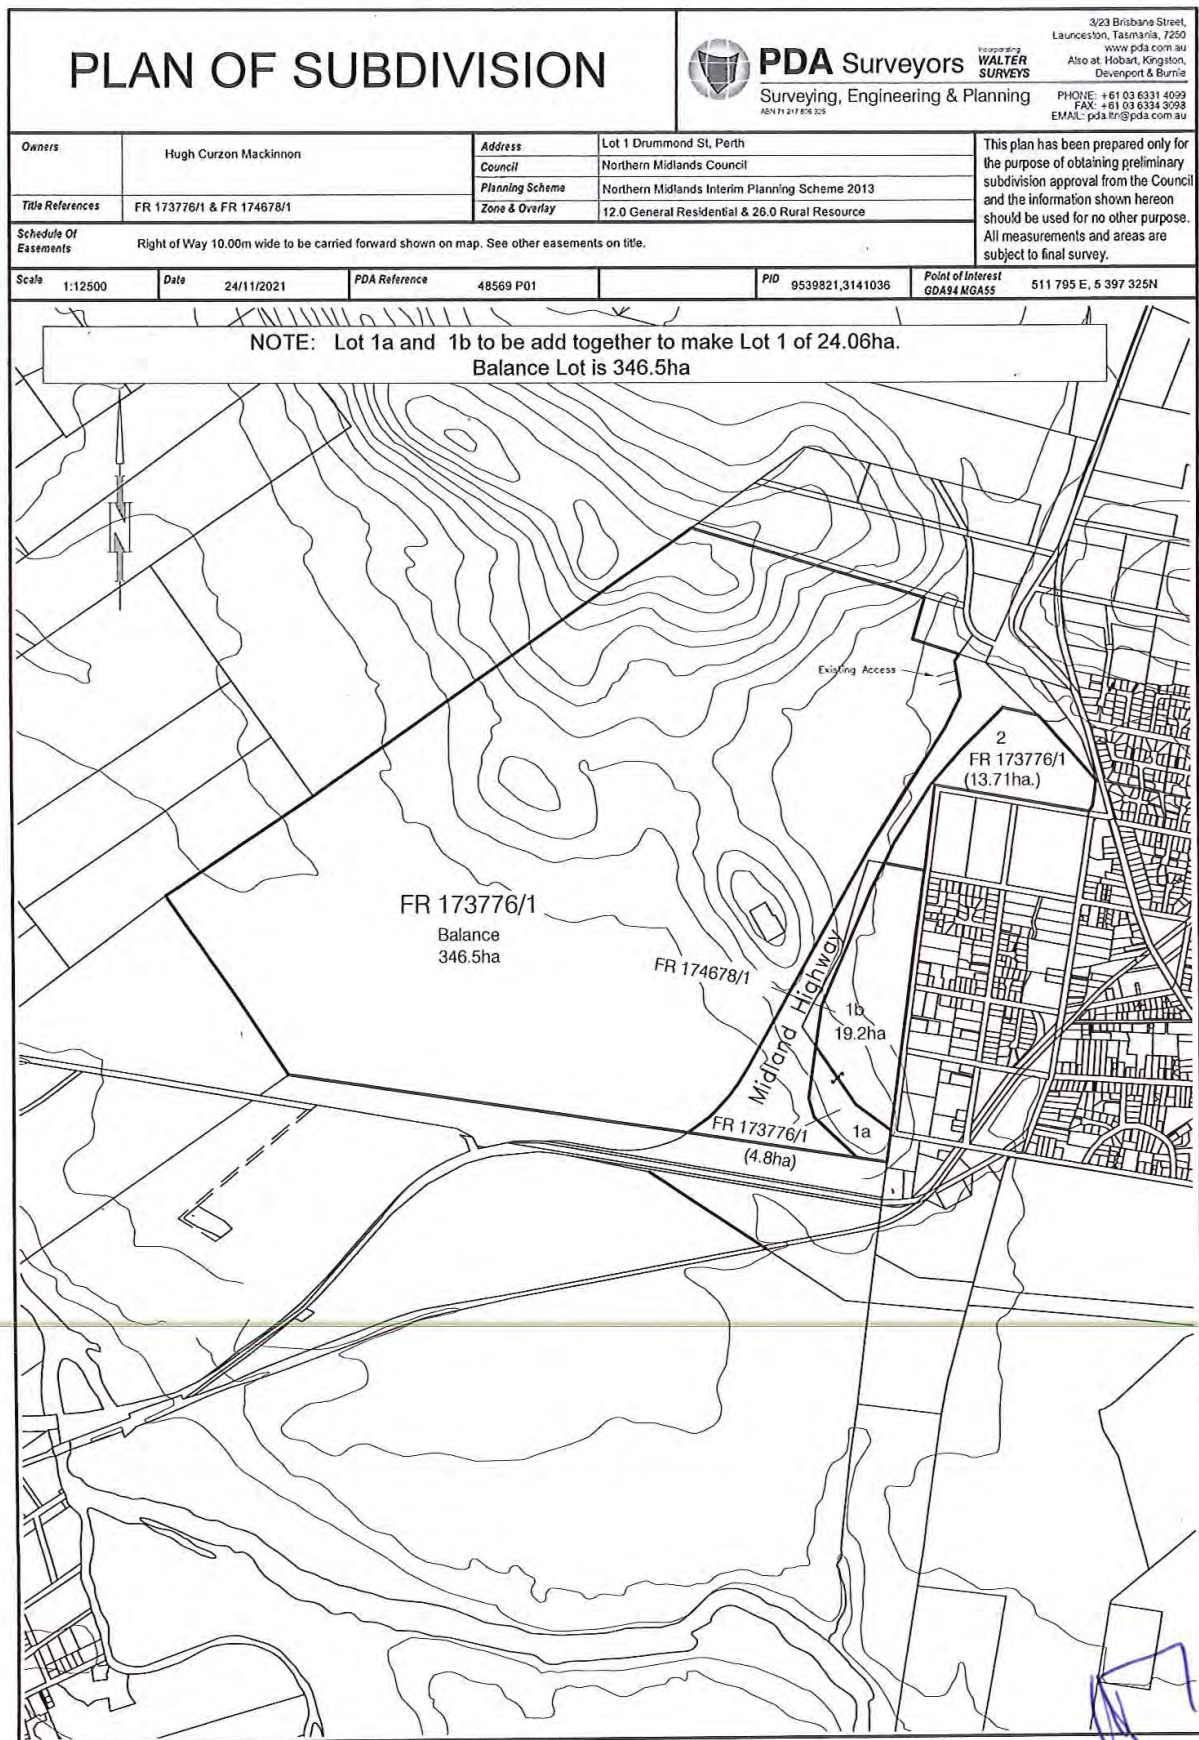 PLAN OF SUBDIVISION
PDA Surveyors
Incorporating
WALTER
SURVEYS
Surveying, Engineering & Planning
3/23 Brisbane Street,
Launceston, Tasmania, 7250
www.pda.com.au
Also at: Hobart, Kingston,
Devenport & Burnie
PHONE: +61 03 6331 4099
FAX: +61 03 6334 3098
EMAIL: pda.ltn@pda.com.au
Owners
Hugh Curzon Mackinnon
Title References
FR 173776/1 & FR 174678/1
Address
Lot 1 Drummond St, Perth
Council
Northern Midlands Council
Planning Scheme
Northern Midlands Interim Planning Scheme 2013
Zone & Overlay
12.0 General Residential & 26.0 Rural Resource
This plan has been prepared only for
the purpose of obtaining preliminary
subdivision approval from the Council
and the information shown hereon
should be used for no other purpose.
All measurements and areas are
subject to final survey.
Schedule Of
Easements
Right of Way 10.00m wide to be carried forward shown on map. See other easements on title.
Scale
1:12500
Date
24/11/2021
PDA Reference
48569 P01
PID
9539821,3141036
Point of Interest
GDA94 MGA55
511 795 E, 5 397 325N
NOTE: Lot 1a and 1b to be add together to make Lot 1 of 24.06ha.
Balance Lot is 346.5ha
N
Existing Access
2
FR 173776/1
(13.71ha.)
FR 173776/1
Balance
346.5ha
FR 174678/1
Midland Highway
1b
19.2ha
FR 173776/1
(4.8ha)
1a